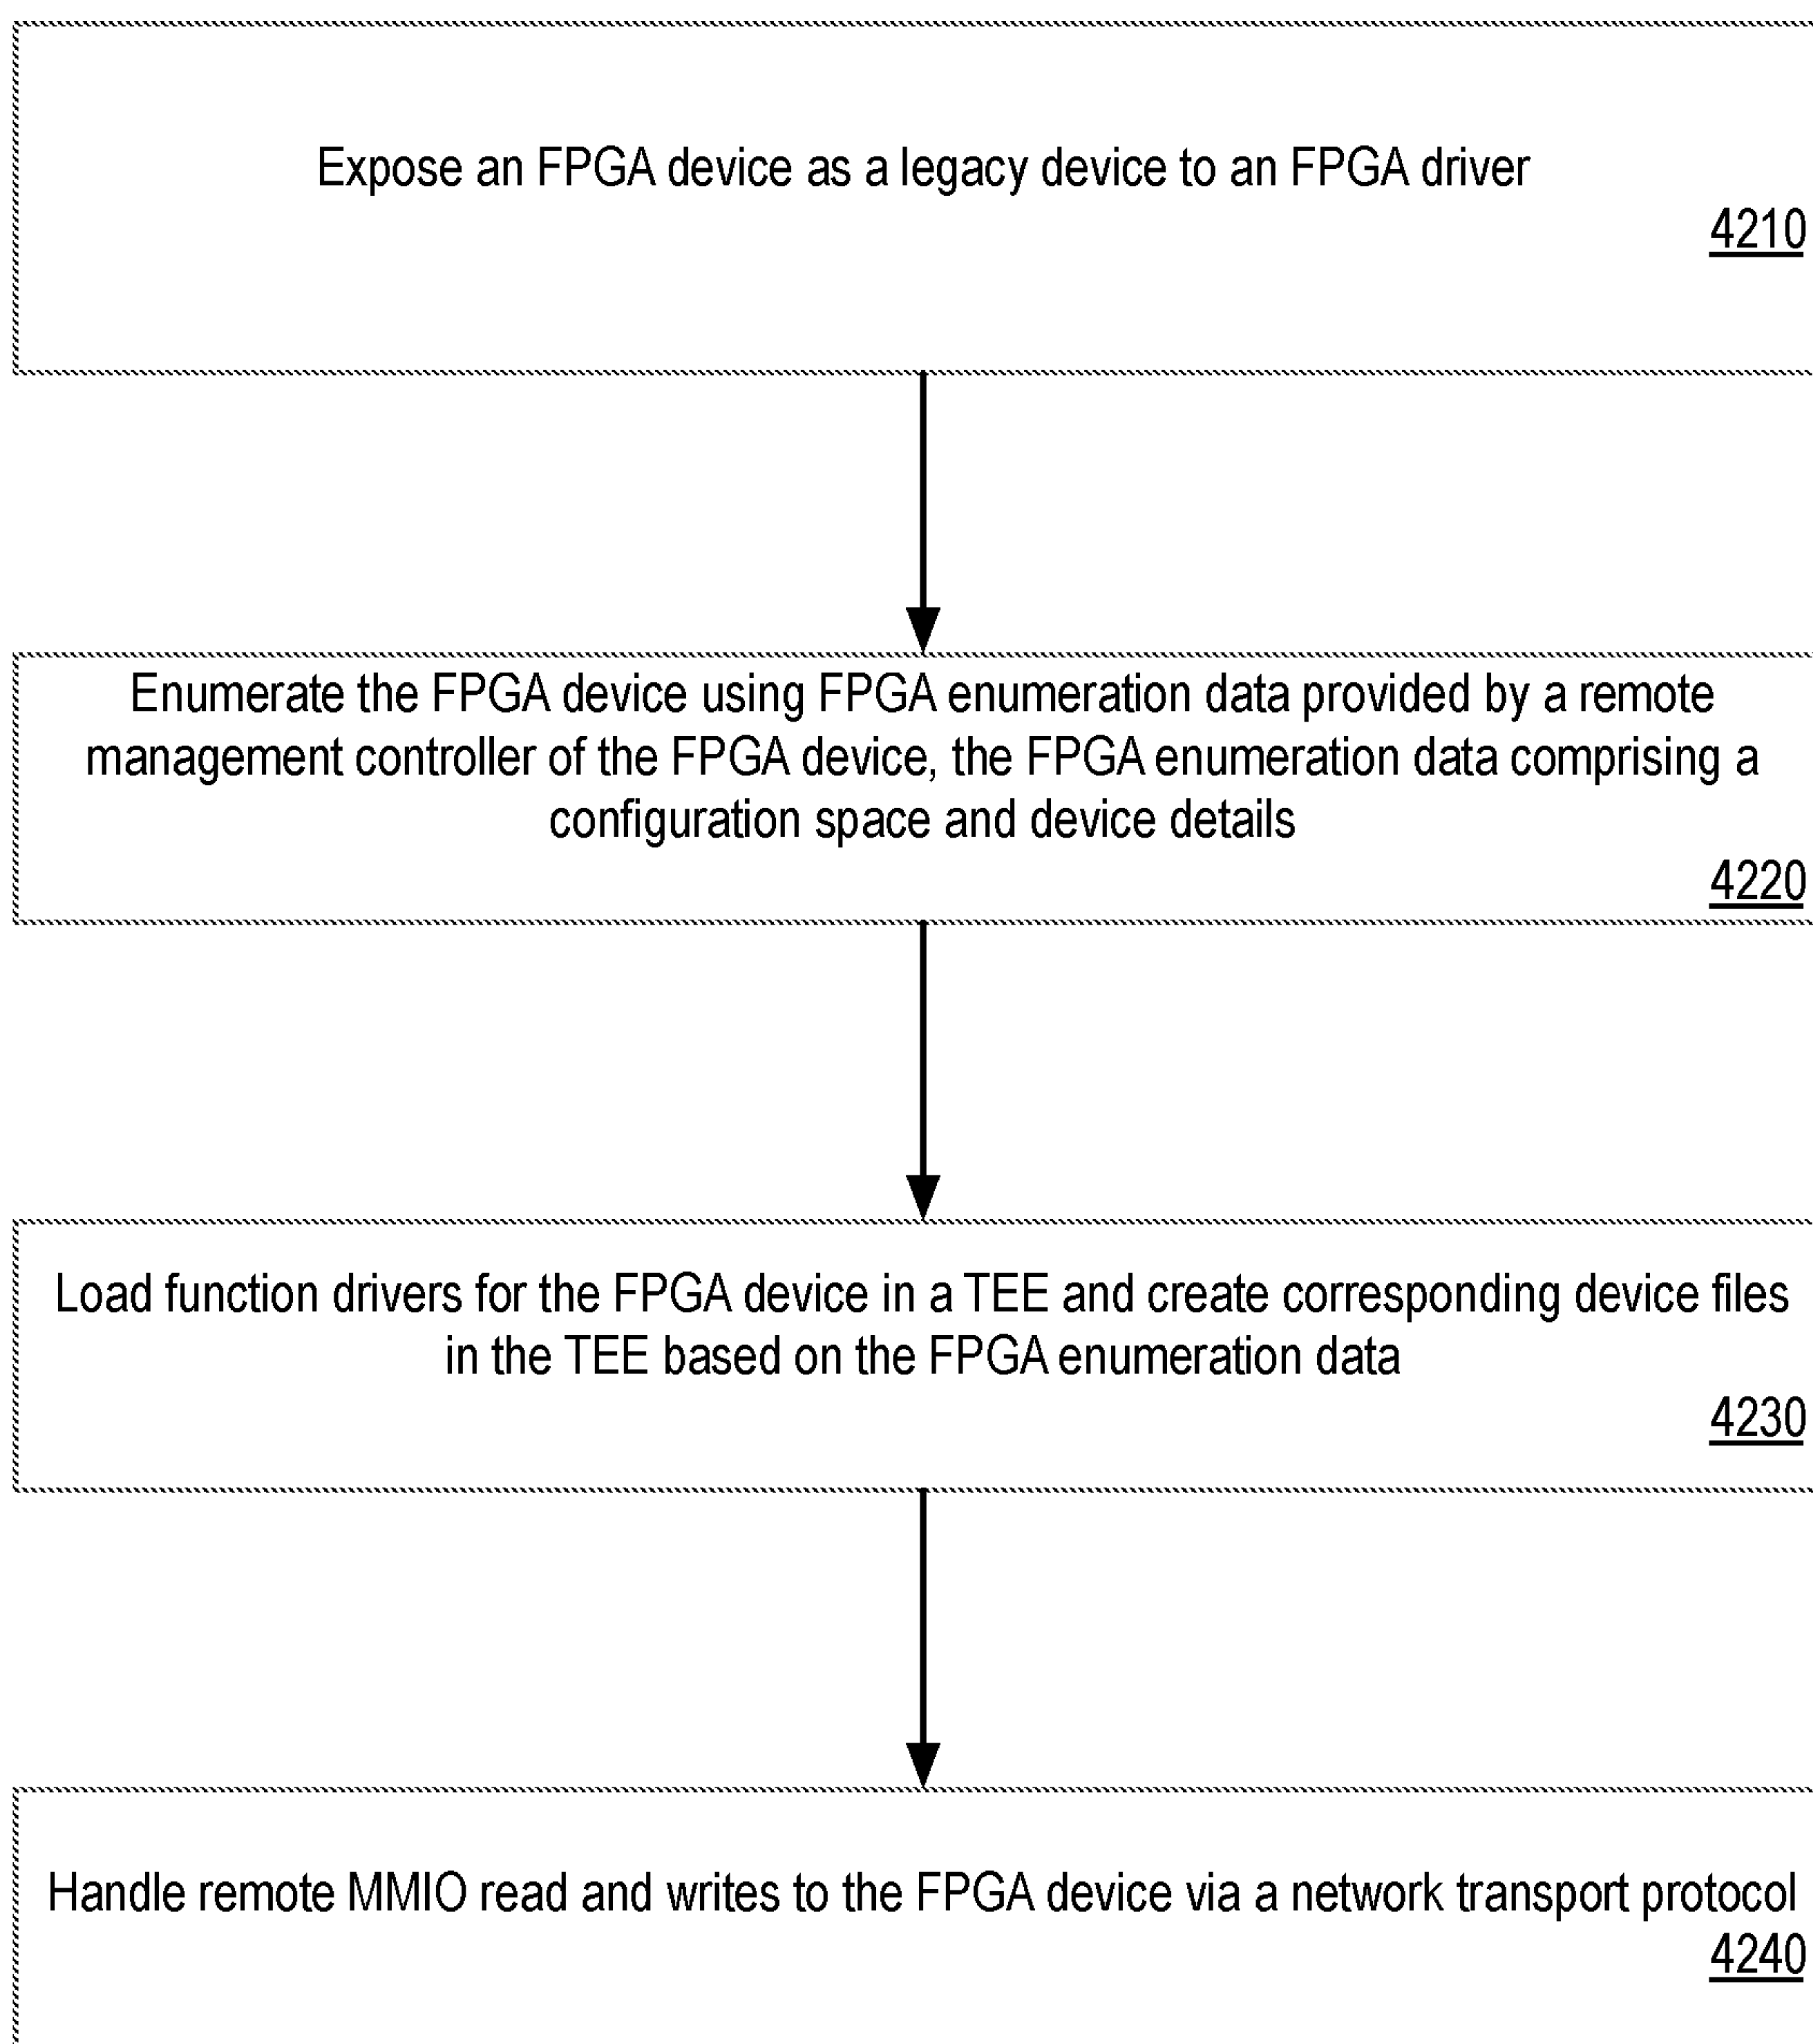 Expose an FPGA device as a legacy device to an FPGA driver
4210
Enumerate the FPGA device using FPGA enumeration data provided by a remote
management controller of the FPGA device, the FPGA enumeration data comprising a
configuration space and device details
4220
Load function drivers for the FPGA device in a TEE and create corresponding device files
in the TEE based on the FPGA enumeration data
4230
Handle remote MMIO read and writes to the FPGA device via a network transport protocol
4240